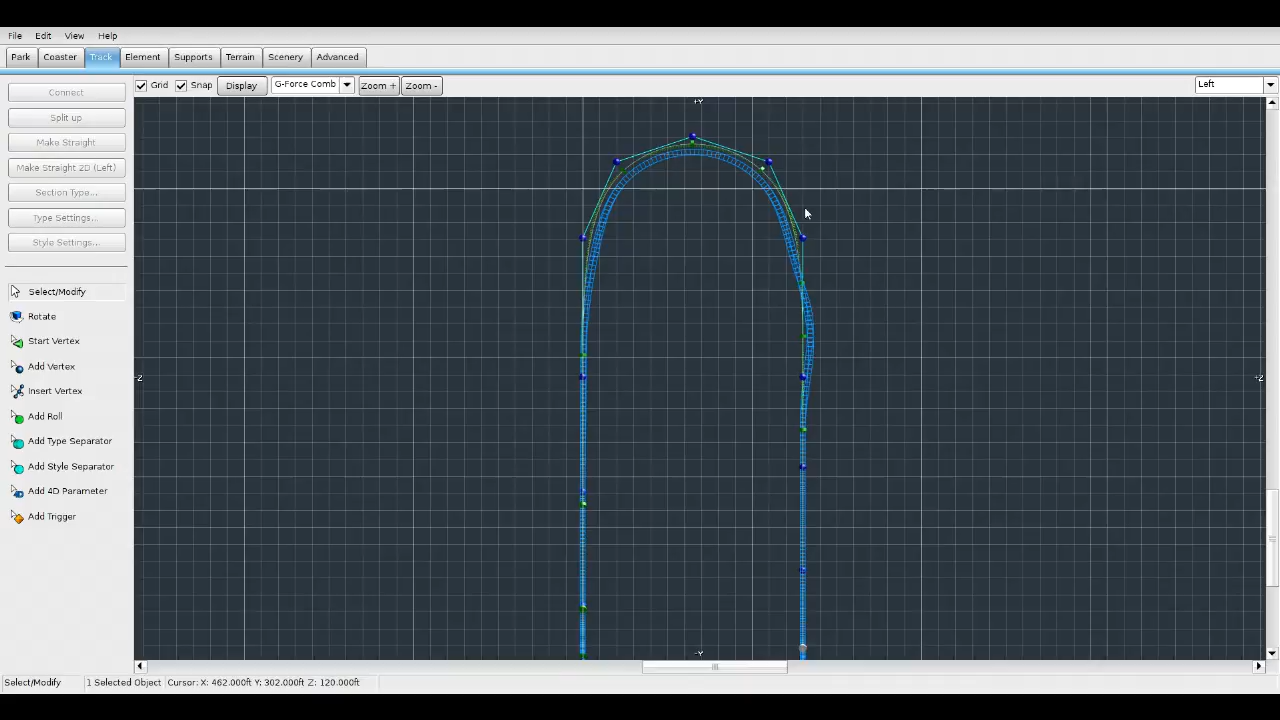 File Edit View Help
Park Coaster Track Element Supports Terrain Scenery Advanced
Grid Snap Display G-Force Comb Zoom + Zoom - Left
Connect
Split up
Make Straight
Make Straight 2D (Left)
Section Type...
Type Settings...
Style Settings...
Select/Modify
Rotate
Start Vertex
Add Vertex
Insert Vertex
Add Roll
Add Type Separator
Add Style Separator
Add 4D Parameter
Add Trigger
+Y
-Z
+Z
-Y
Select/Modify 1 Selected Object Cursor: X: 462.000ft Y: 302.000ft Z: 120.000ft